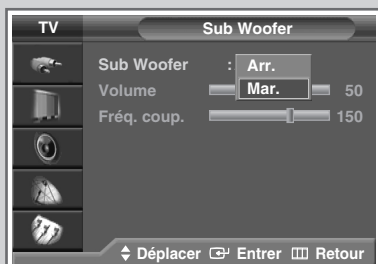 TV
Sub Woofer
Sub Woofer : Arr.
Mar.
Volume 50
Fréq. coup. 150
Déplacer Entrer Retour